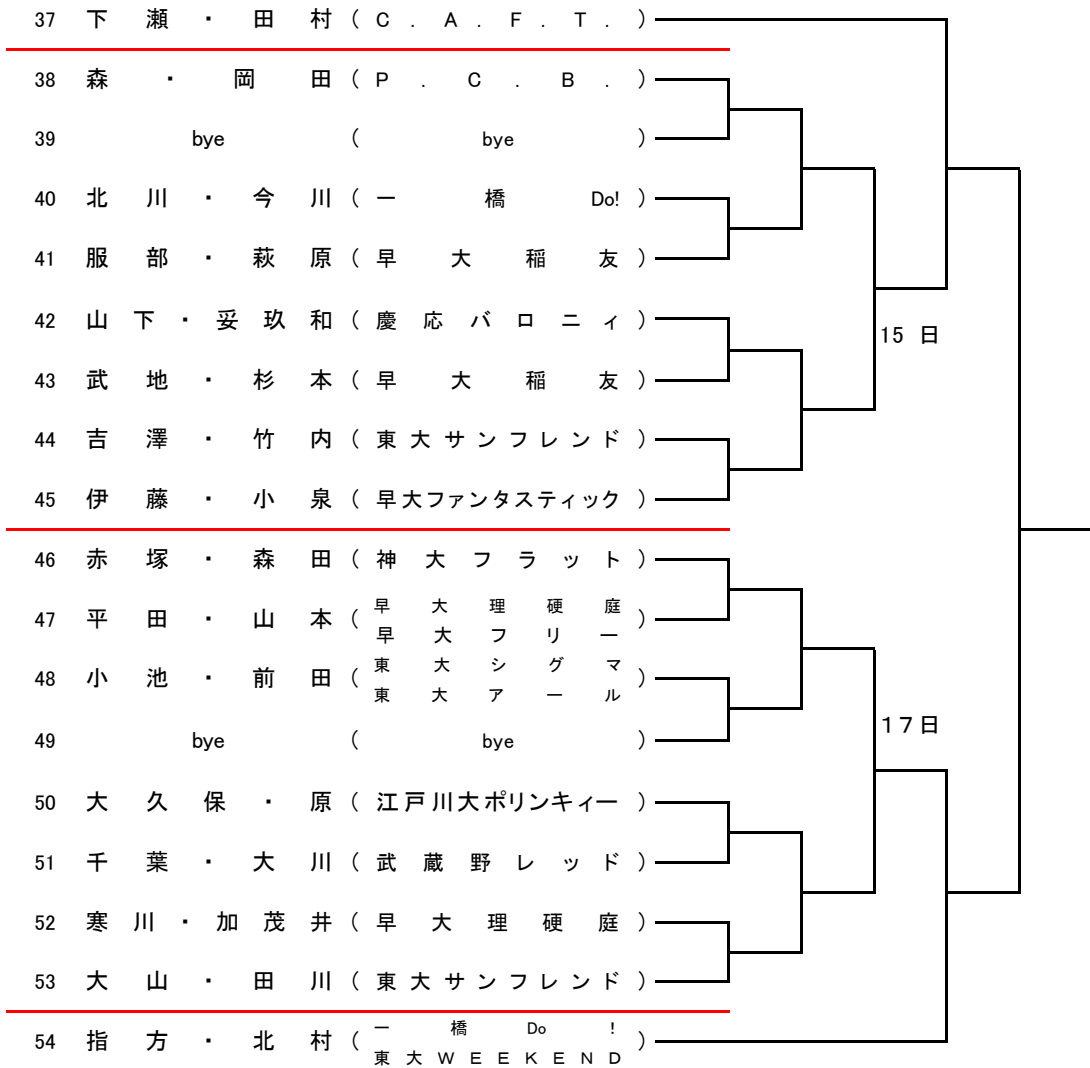 37 下瀬・田村(C.A.F.T.)
38 森・岡田(P.C.B.)
39 bye(bye)
40 北川・今川(一橋Do!)
41 服部・萩原(早大稲友)
42 山下・妥玖和(慶応バロニィ)
15 日
43 武地・杉本(早大稲友)
44 吉澤・竹内(東大サンフレンド)
45 伊藤・小泉(早大ファンタスティック)
46 赤塚・森田(神大フラット)
早大理硬庭
47 平田・山本( )
早大フリー
東大シグマ
48 小池・前田( )
東大アール
17日
49 bye(bye)
50 大久保・原(江戸川大ポリンキィー)
51 千葉・大川(武蔵野レッド)
52 寒川・加茂井(早大理硬庭)
53 大山・田川(東大サンフレンド)
一橋Do!
54 指方・北村( )
東大WEEKEND